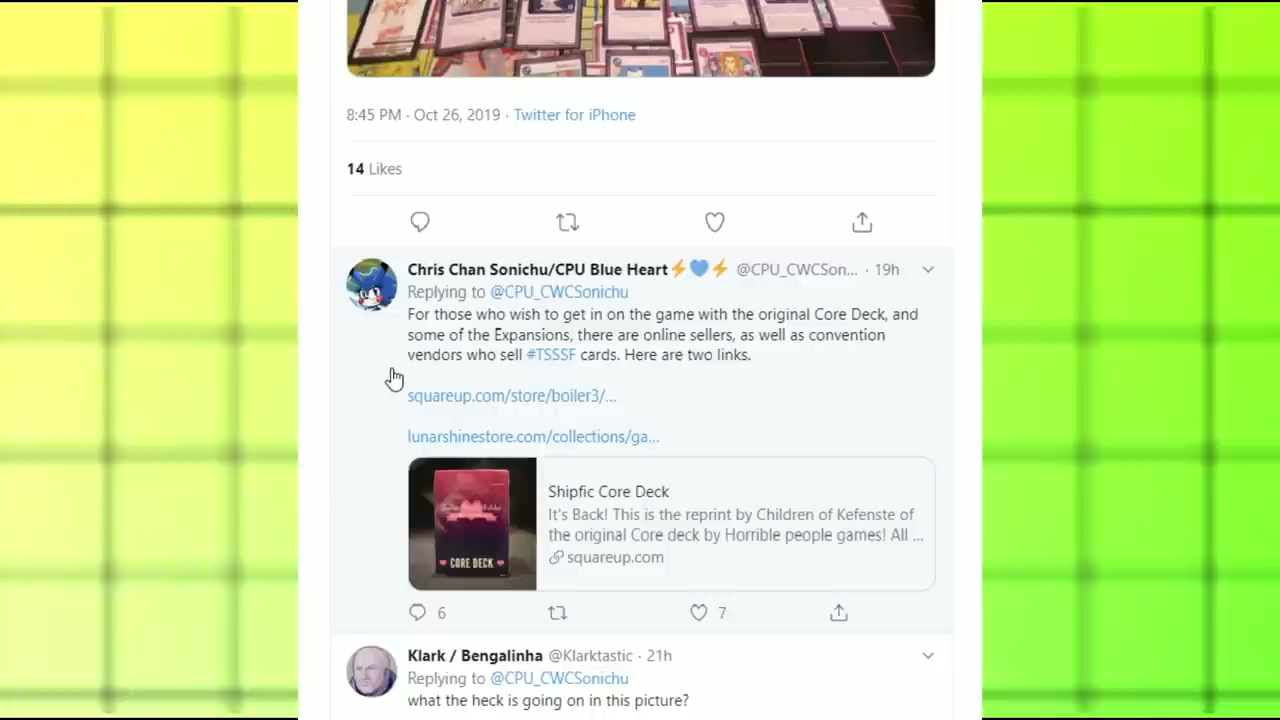 8:45 PM · Oct 26, 2019 · Twitter for iPhone
14 Likes
Chris Chan Sonichu/CPU Blue Heart⚡💙⚡ @CPU_CWCSon... · 19h
Replying to @CPU_CWCSonichu
For those who wish to get in on the game with the original Core Deck, and
some of the Expansions, there are online sellers, as well as convention
vendors who sell #TSSSF cards. Here are two links.
squareup.com/store/boiler3/...
lunarshinestore.com/collections/ga...
CORE DECK
Shipfic Core Deck
It's Back! This is the reprint by Children of Kefenste of
the original Core deck by Horrible people games! All ...
squareup.com
6
7
Klark / Bengalinha @Klarktastic · 21h
Replying to @CPU_CWCSonichu
what the heck is going on in this picture?